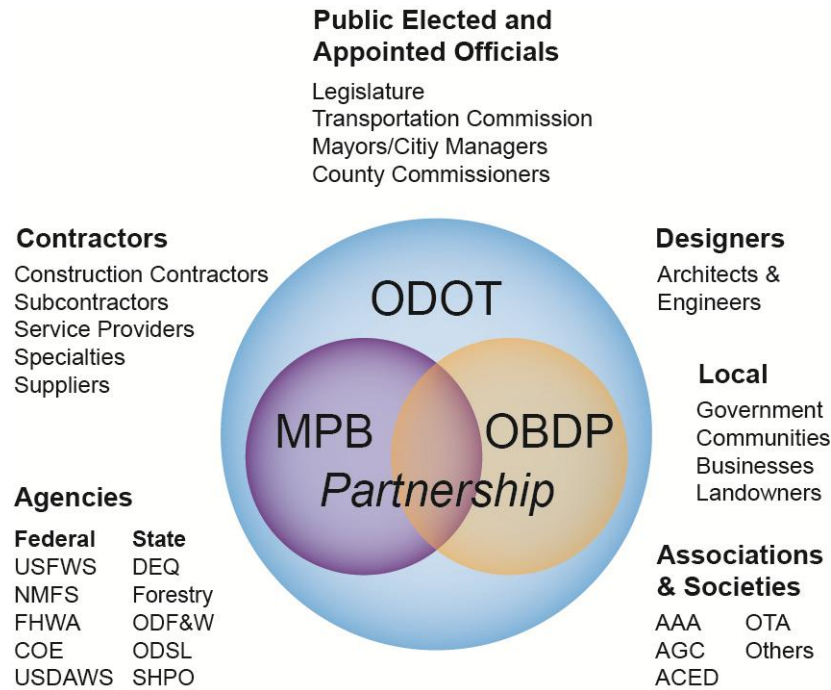 Public Elected and
Appointed Officials
Legislature
Transportation Commission
Mayors/Citiy Managers
County Commissioners
Contractors
Construction Contractors
Subcontractors
Service Providers
Specialties
Suppliers
Designers
Architects &
Engineers
ODOT
MPB OBDP
Partnership
Local
Government
Communities
Businesses
Landowners
Agencies
Federal State
USFWS DEQ
NMFS Forestry
FHWA ODF&W
COE ODSL
USDAWS SHPO
Associations
& Societies
AAA OTA
AGC Others
ACED